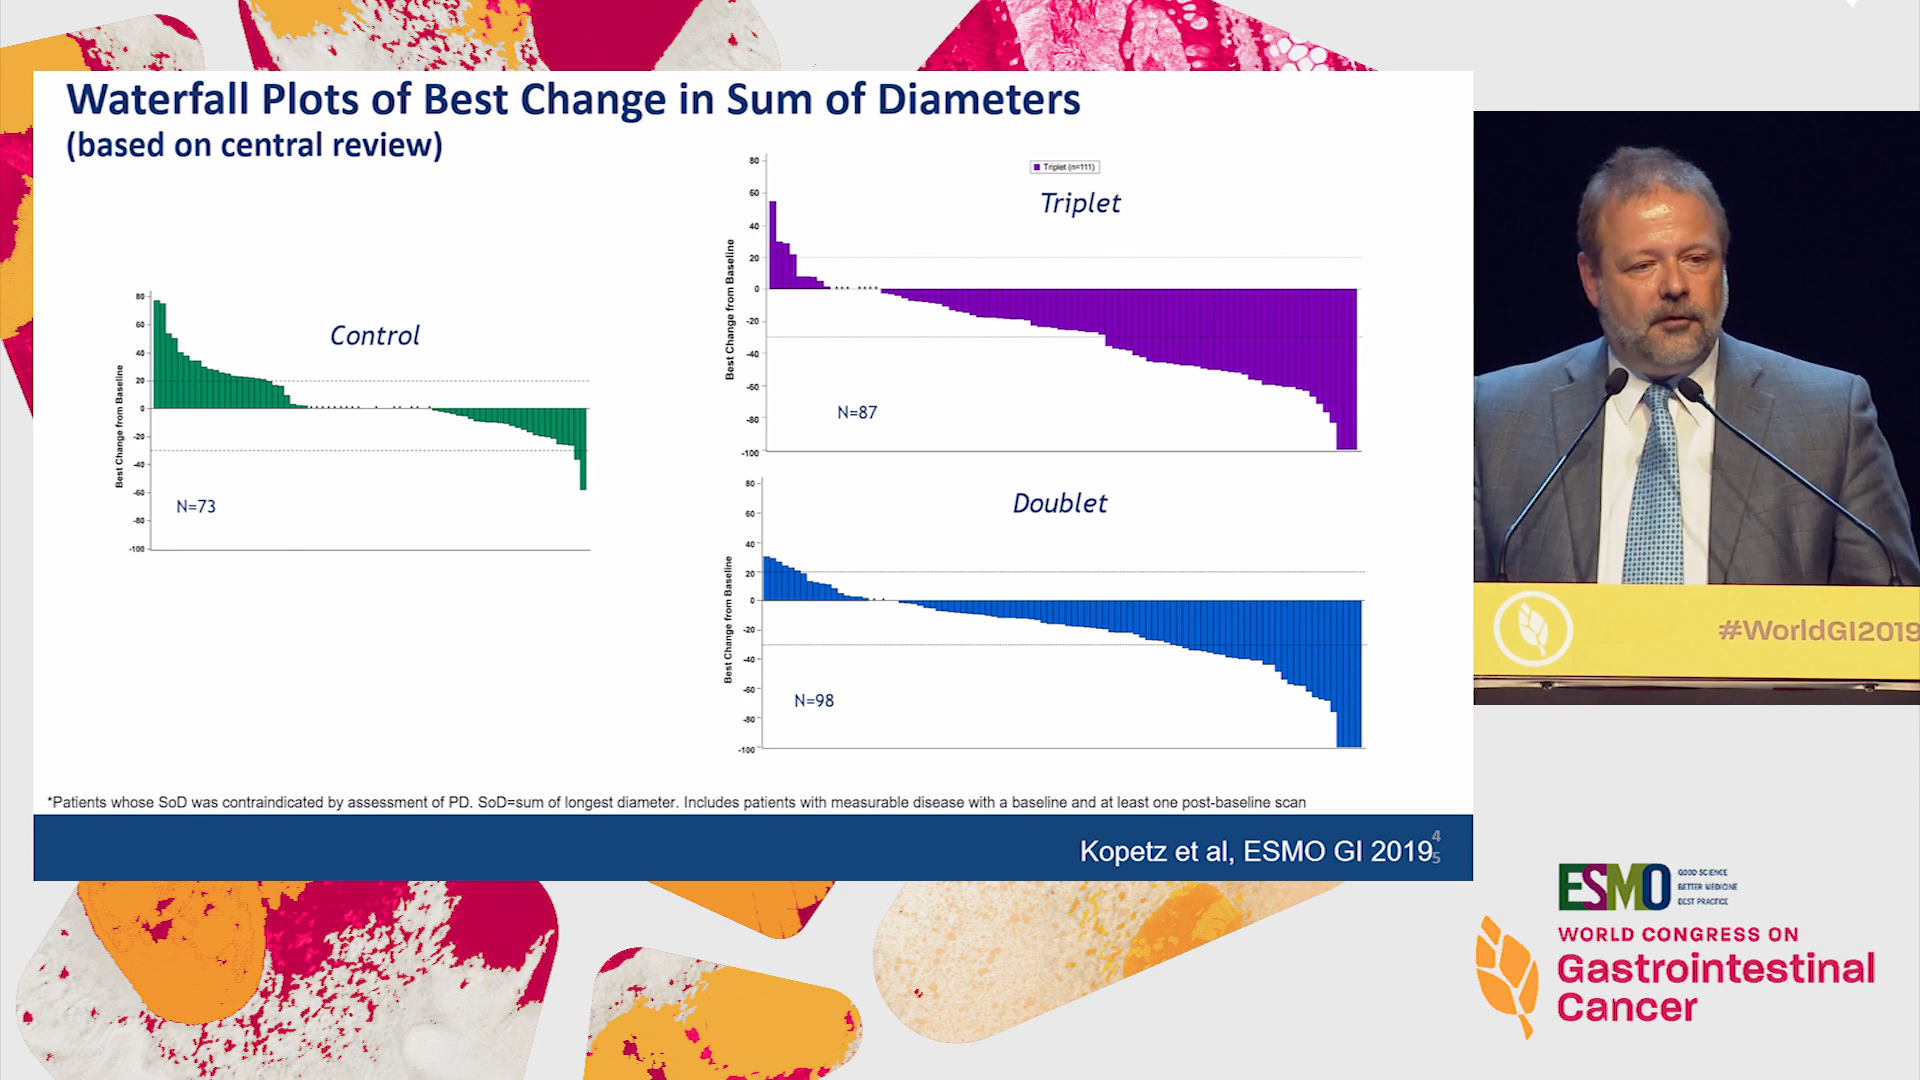 Waterfall Plots of Best Change in Sum of Diameters
(based on central review)
Control
Best Change from Baseline
80
60
40
20
0
-20
-40
-60
-80
-100
N=73
Triplet (n=111)
Triplet
Best Change from Baseline
80
60
40
20
0
-20
-40
-60
-80
-100
N=87
Doublet
Best Change from Baseline
80
60
40
20
0
-20
-40
-60
-80
-100
N=98
*Patients whose SoD was contraindicated by assessment of PD. SoD=sum of longest diameter. Includes patients with measurable disease with a baseline and at least one post-baseline scan
Kopetz et al, ESMO GI 2019
4
5
#WorldGI2019
ESMO
GOOD SCIENCE
BETTER MEDICINE
BEST PRACTICE
WORLD CONGRESS ON
Gastrointestinal
Cancer